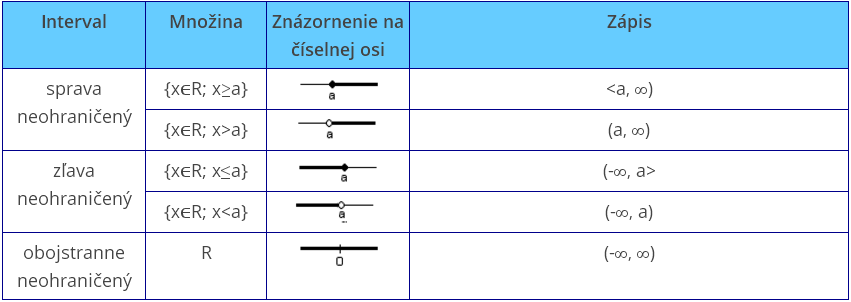 Interval Množina Znázornenie na číselnej osi Zápis
sprava neohraničený {x∈R; x≥a} a <a, ∞)
{x∈R; x>a} a (a, ∞)
zľava neohraničený {x∈R; x≤a} a (-∞, a>
{x∈R; x<a} a (-∞, a)
obojstranne neohraničený R 0 (-∞, ∞)